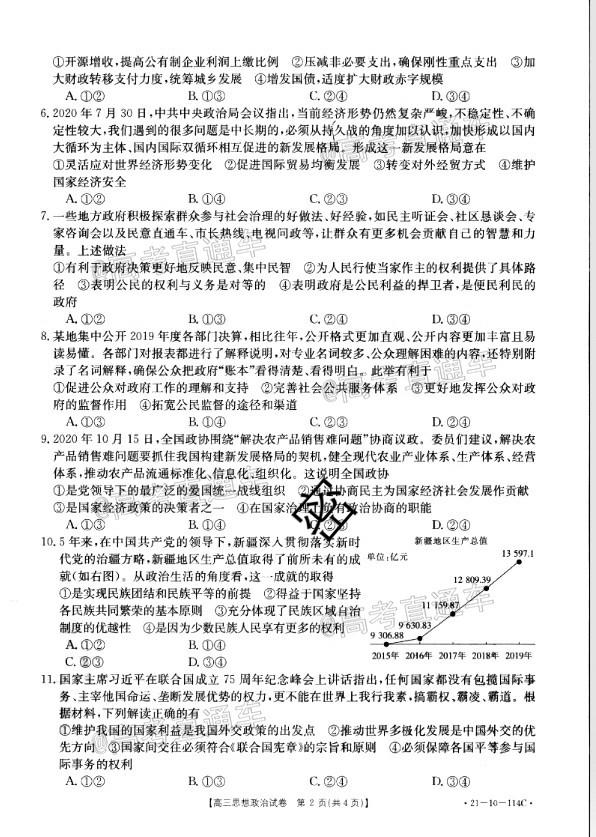 ①开源增收，提高公有制企业利润上缴比例　②压减非必要支出，确保刚性重点支出　③加
大财政转移支付力度，统筹城乡发展　④增发国债，适度扩大财政赤字规模
A.①②　B.①③　C.②④　D.③④
6.2020年7月30日，中共中央政治局会议指出，当前经济形势仍然复杂严峻，不稳定性、不确
定性较大，我们遇到的很多问题是中长期的，必须从持久战的角度加以认识，加快形成以国内
大循环为主体、国内国际双循环相互促进的新发展格局。形成这一新发展格局意在
①灵活应对世界经济形势变化　②促进国际贸易均衡发展　③转变对外经贸方式　④维护
国家经济安全
A.①②　B.①④　C.②③　D.③④
7.一些地方政府积极探索群众参与社会治理的好做法、好经验，如民主听证会、社区恳谈会、专
家咨询会以及民意直通车、市长热线、电视问政等，让群众有更多机会贡献自己的智慧和力
量。上述做法
①有利于政府决策更好地反映民意、集中民智　②为人民行使当家作主的权利提供了具体路
径　③表明公民的权利与义务是对等的　④表明政府是公民利益的捍卫者，是便民利民的
政府
A.①②　B.①③　C.②④　D.③④
8.某地集中公开2019年度各部门决算，相比往年，公开格式更加直观、公开内容更加丰富且易
读易懂。各部门对报表都进行了解释说明，对专业名词较多、公众理解困难的内容，还特别附
录了名词解释，确保公众把政府“账本”看得清楚、看得明白。此举有利于
①促进公众对政府工作的理解和支持　②完善社会公共服务体系　③更好地发挥公众对政
府的监督作用　④拓宽公民监督的途径和渠道
A.①③　B.①④　C.②③　D.②④
9.2020年10月15日，全国政协围绕“解决农产品销售难问题”协商议政。委员们建议，解决农
产品销售难问题要抓住我国构建新发展格局的契机，健全现代农业产业体系、生产体系、经营
体系，推动农产品流通标准化、信息化、组织化。这说明全国政协
①是党领导下的最广泛的爱国统一战线组织　②通过协商民主为国家经济社会发展作贡献
③是国家经济政策的决策者之一　④在国家治理上有政治协商的职能
A.①②　B.①③　C.③④　D.②④
密
10.5年来，在中国共产党的领导下，新疆深入贯彻落实新时
代党的治疆方略，新疆地区生产总值取得了前所未有的成
就(如右图)。从政治生活的角度看，这一成就的取得
①是实现民族团结和民族平等的前提　②得益于国家坚持
各民族共同繁荣的基本原则　③充分体现了民族区域自治
制度的优越性　④是因为少数民族人民享有更多的权利
A.①②　B.①④
C.②③　D.③④
新疆地区生产总值
单位:亿元
13 597.1
12 809.39
11 159.87
9 630.83
9 306.88
2015年　2016年　2017年　2018年　2019年
11.国家主席习近平在联合国成立75周年纪念峰会上讲话指出，任何国家都没有包揽国际事
务、主宰他国命运、垄断发展优势的权力，更不能在世界上我行我素，搞霸权、霸凌、霸道。根
据材料，下列解读正确的有
①维护我国的国家利益是我国外交政策的出发点　②推动世界多极化发展是中国外交的优
先方向　③国家间交往必须符合《联合国宪章》的宗旨和原则　④必须保障各国平等参与国
际事务的权利
A.①②　B.①③　C.②④　D.③④
【高三思想政治试卷　第2页(共4页)】
·21-10-114C·
@高考直通车
@高考直通车
@高考直通车
@高考直通车
@高考直通车
@高考直通车